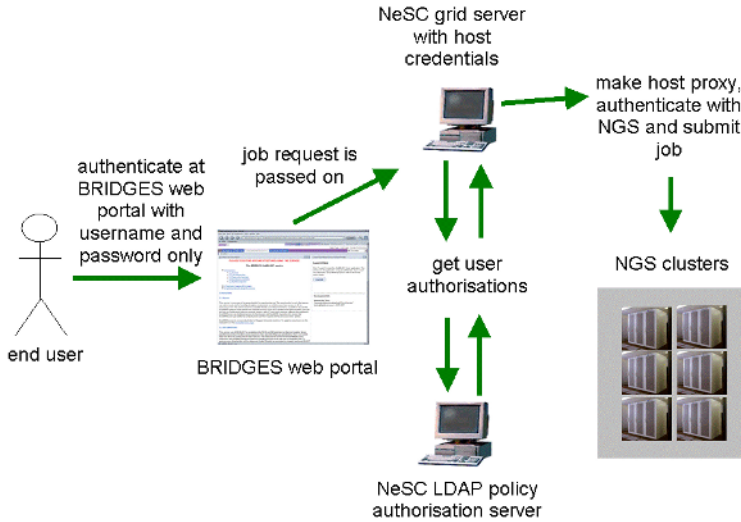 NeSC grid server
with host
credentials
make host proxy,
authenticate with
NGS and submit
job
job request is
passed on
authenticate at
BRIDGES web
portal with
username and
password only
get user
authorisations
NGS clusters
end user
BRIDGES web portal
NeSC LDAP policy
authorisation server